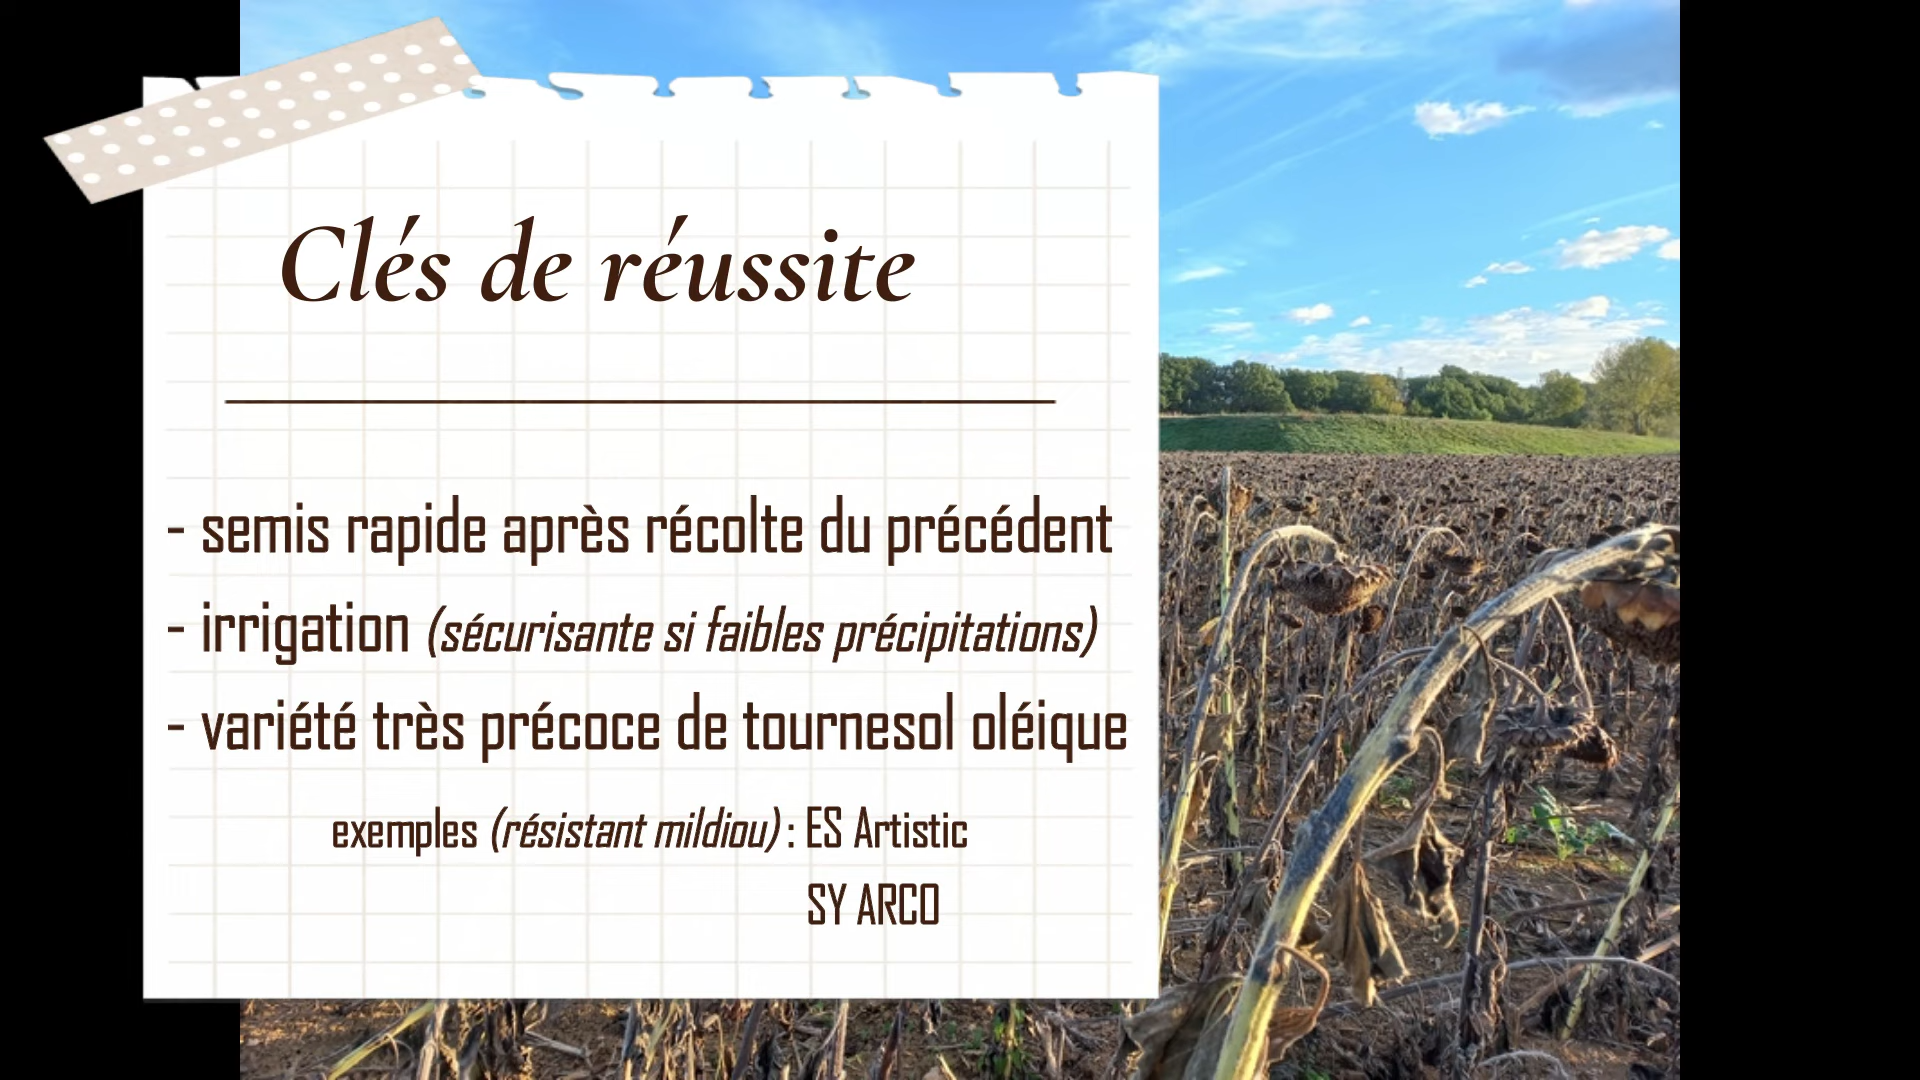 Clés de réussite
- semis rapide après récolte du précédent
- irrigation (sécurisante si faibles précipitations)
- variété très précoce de tournesol oléique
exemples (résistant mildiou) : ES Artistic
SY ARCO